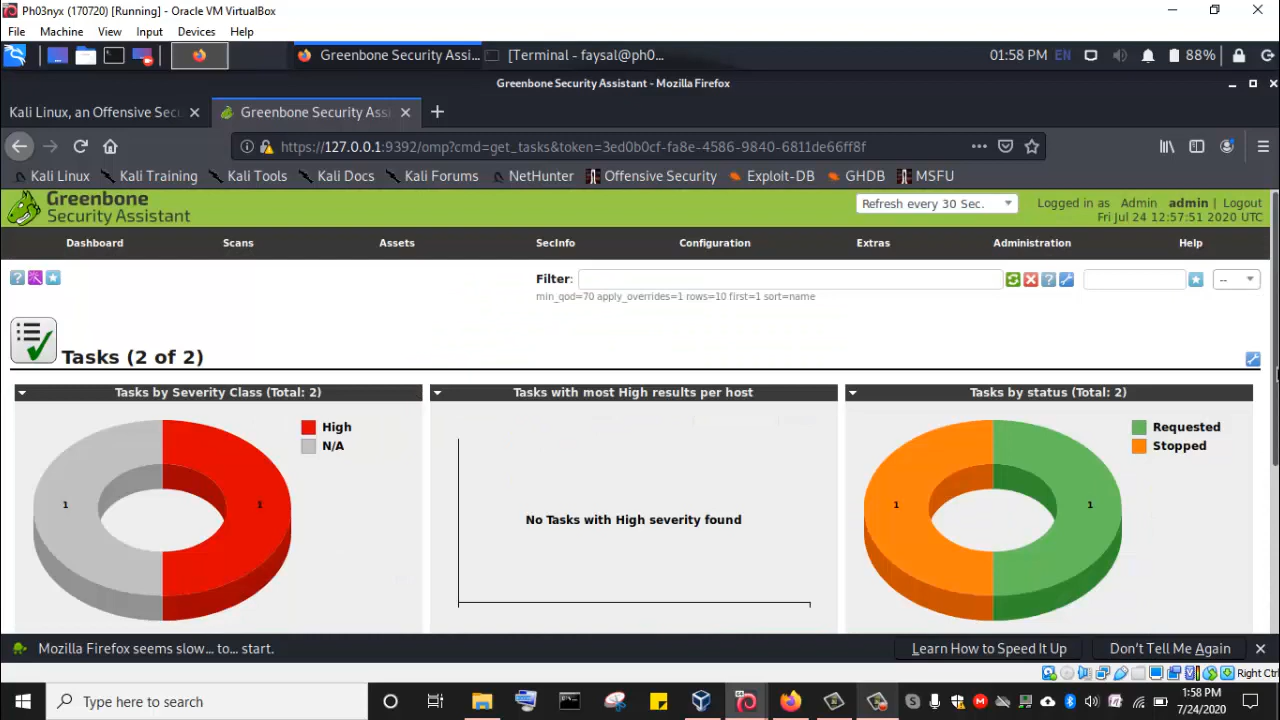 Ph03nyx (170720) [Running] - Oracle VM VirtualBox
File Machine View Input Devices Help
Greenbone Security Assi... [Terminal - faysal@ph0... 01:58 PM EN 88%
Greenbone Security Assistant - Mozilla Firefox
Kali Linux, an Offensive Sec Greenbone Security Assi
https://127.0.0.1:9392/omp?cmd=get_tasks&token=3ed0b0cf-fa8e-4586-9840-6811de66ff8f
Kali Linux Kali Training Kali Tools Kali Docs Kali Forums NetHunter Offensive Security Exploit-DB GHDB MSFU
Greenbone
Security Assistant
Refresh every 30 Sec.
Logged in as Admin admin | Logout
Fri Jul 24 12:57:51 2020 UTC
Dashboard Scans Assets SecInfo Configuration Extras Administration Help
Filter: --
min_qod=70 apply_overrides=1 rows=10 first=1 sort=name
Tasks (2 of 2)
Tasks by Severity Class (Total: 2)
High
N/A
1 1
Tasks with most High results per host
No Tasks with High severity found
Tasks by status (Total: 2)
Requested
Stopped
1 1
Mozilla Firefox seems slow... to... start. Learn How to Speed It Up Don't Tell Me Again
Right Ctrl
Type here to search
1:58 PM
7/24/2020